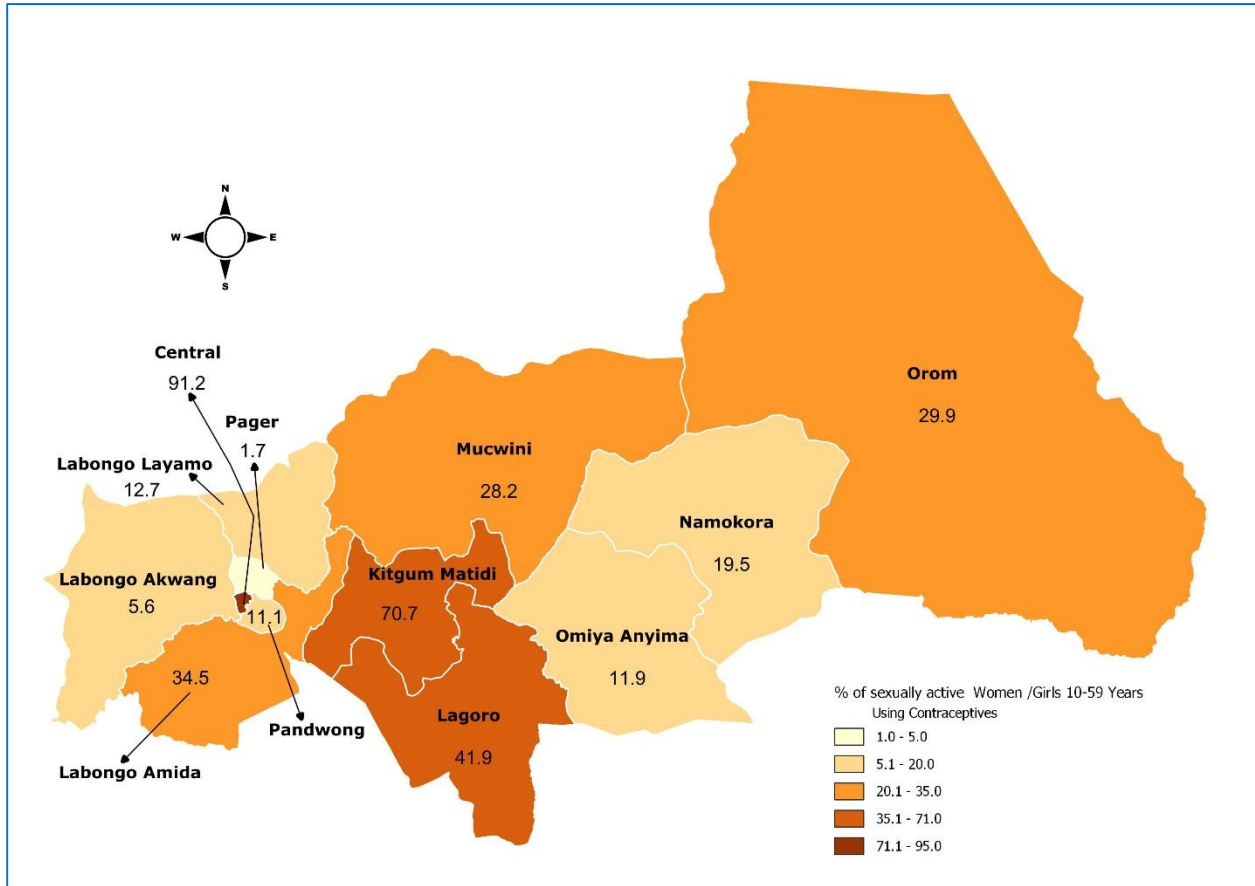 N
W E
S
Central
91.2
Pager
1.7
Labongo Layamo
12.7
Labongo Akwang
5.6
11.1
Pandwong
34.5
Labongo Amida
Mucwini
28.2
Kitgum Matidi
70.7
Lagoro
41.9
Orom
29.9
Namokora
19.5
Omiya Anyima
11.9
% of sexually active Women /Girls 10-59 Years
Using Contraceptives
1.0 - 5.0
5.1 - 20.0
20.1 - 35.0
35.1 - 71.0
71.1 - 95.0